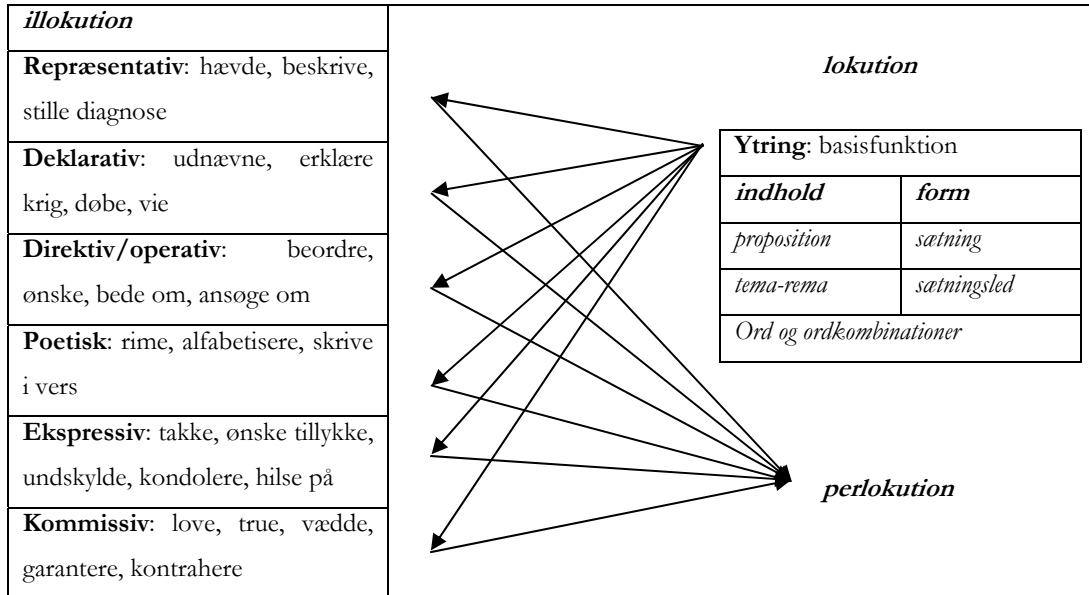 illokution
Repræsentativ: hævde, beskrive,
stille diagnose
Deklarativ: udnævne, erklære
krig, døbe, vie
Direktiv/operativ: beordre,
ønske, bede om, ansøge om
Poetisk: rime, alfabetisere, skrive
i vers
Ekspressiv: takke, ønske tillykke,
undskylde, kondolere, hilse på
Kommissiv: love, true, vædde,
garantere, kontrahere
lokution
Ytring: basisfunktion
indhold form
proposition sætning
tema-rema sætningsled
Ord og ordkombinationer
perlokution